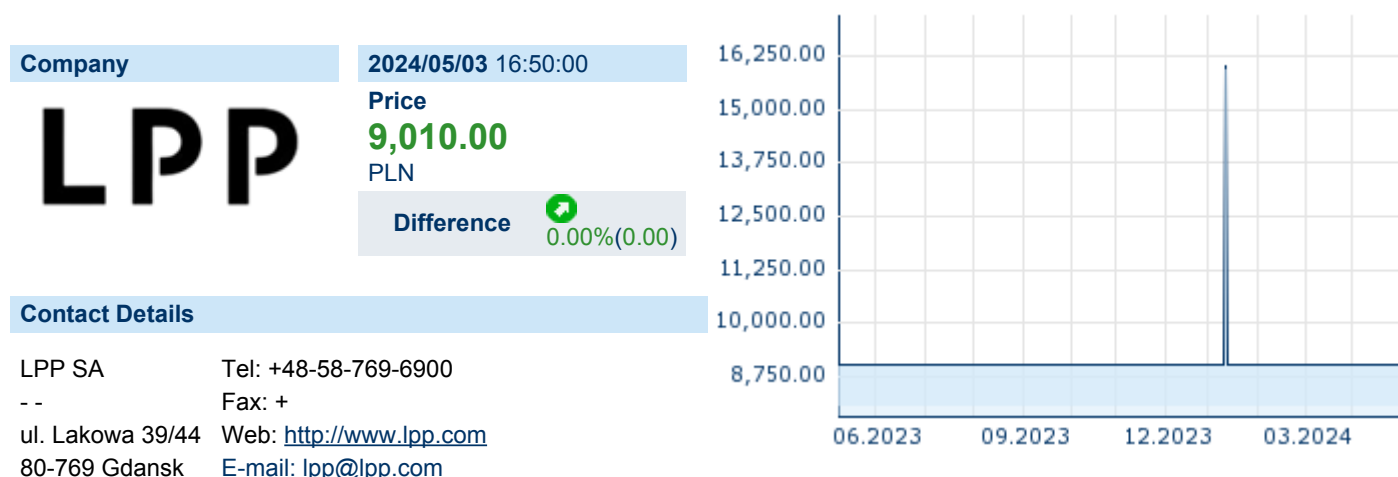 Company
2024/05/03 16:50:00
LPP
Price
9,010.00
PLN
Difference
0.00%(0.00)
Contact Details
LPP SA
Tel: +48-58-769-6900
- -
Fax: +
ul. Lakowa 39/44
Web: http://www.lpp.com
80-769 Gdansk
E-mail: lpp@lpp.com
16,250.00
15,000.00
13,750.00
12,500.00
11,250.00
10,000.00
8,750.00
06.2023 09.2023 12.2023 03.2024